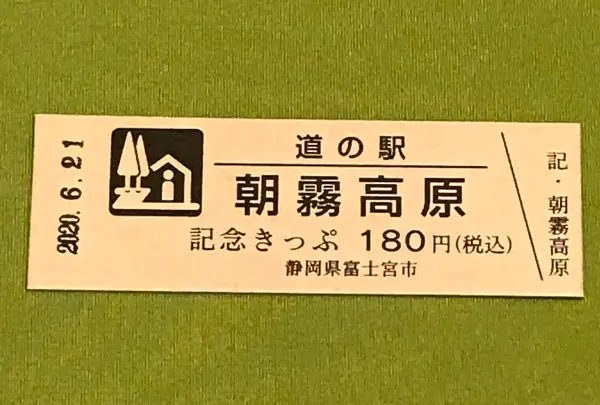 2020.6.21
道の駅
朝霧高原
記念きっぷ 180円(税込)
静岡県富士宮市
記・朝霧高原